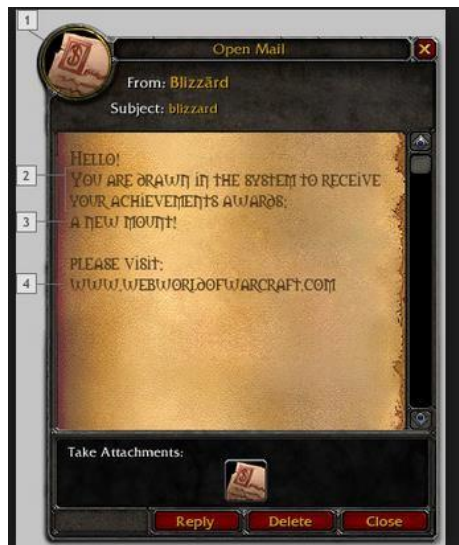 1
Open Mail
From: Blizzārd
Subject: blizzard
Hello!
2
You are drawn in the system to receive
your achievements awards:
3
a new mount!
please visit:
4
www.webworldofwarcraft.com
Take Attachments:
Reply Delete Close